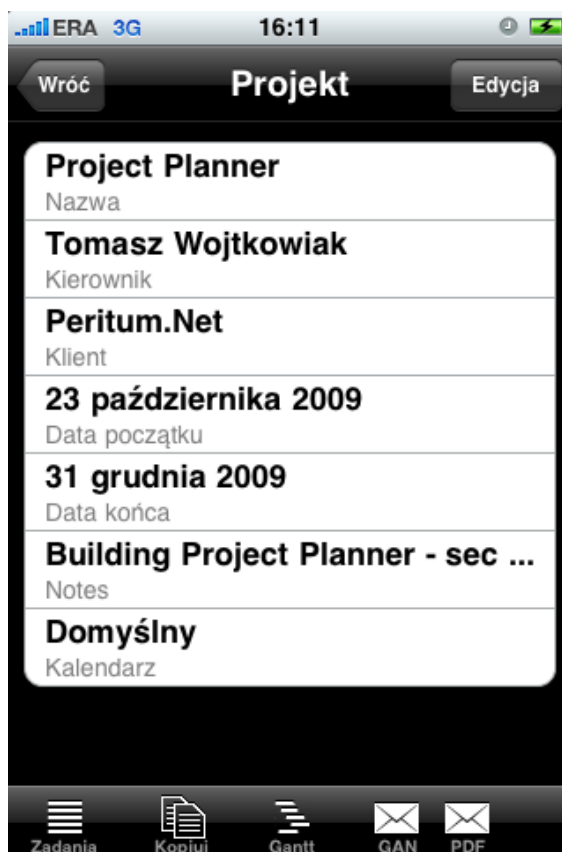 ERA 3G 16:11
Wróć Projekt Edycja
Project Planner
Nazwa
Tomasz Wojtkowiak
Kierownik
Peritum.Net
Klient
23 października 2009
Data początku
31 grudnia 2009
Data końca
Building Project Planner - sec ...
Notes
Domyślny
Kalendarz
Zadania Kopiuj Gantt GAN PDF